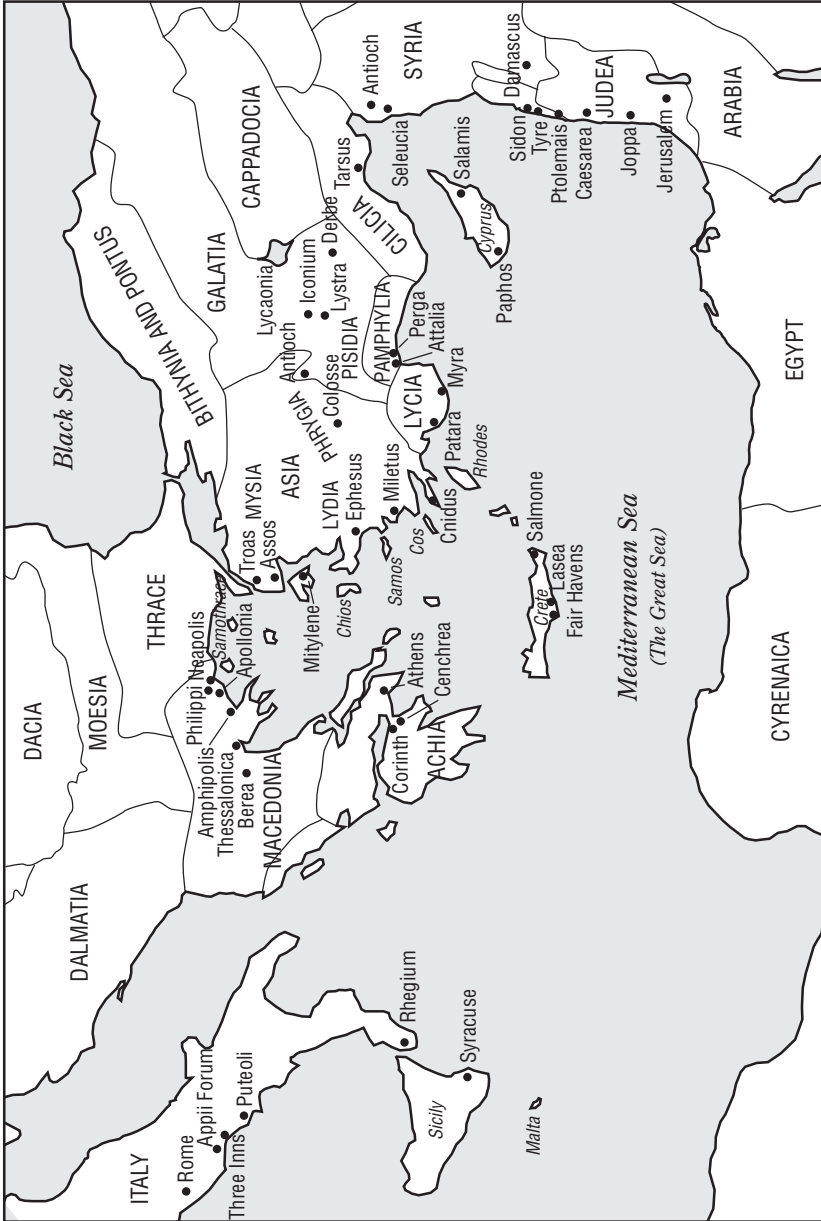 DACIA
MOESIA
DALMATIA
THRACE
Black Sea
BITHYNIA AND PONTUS
GALATIA
CAPPADOCIA
ITALY
Rome
Appii Forum
Three Inns
Puteoli
Rhegium
Sicily
Syracuse
Malta
MACEDONIA
Philippi
Neapolis
Amphipolis
Apollonia
Thessalonica
Berea
Samothrace
ACHIA
Corinth
Athens
Cenchrea
Troas
Assos
MYSIA
ASIA
Mitylene
Chios
LYDIA
Ephesus
Samos
Miletus
Cos
Cnidus
PHRYGIA
Colosse
Antioch
PISIDIA
Lycaonia
Iconium
Lystra
Derbe
CILICIA
Tarsus
PAMPHYLIA
Perga
Attalia
LYCIA
Patara
Myra
Rhodes
Antioch
Seleucia
SYRIA
Cyprus
Salamis
Paphos
Crete
Salmone
Lasea
Fair Havens
Damascus
Sidon
Tyre
Ptolemais
Caesarea
JUDEA
Joppa
Jerusalem
ARABIA
Mediterranean Sea
(The Great Sea)
CYRENAICA
EGYPT